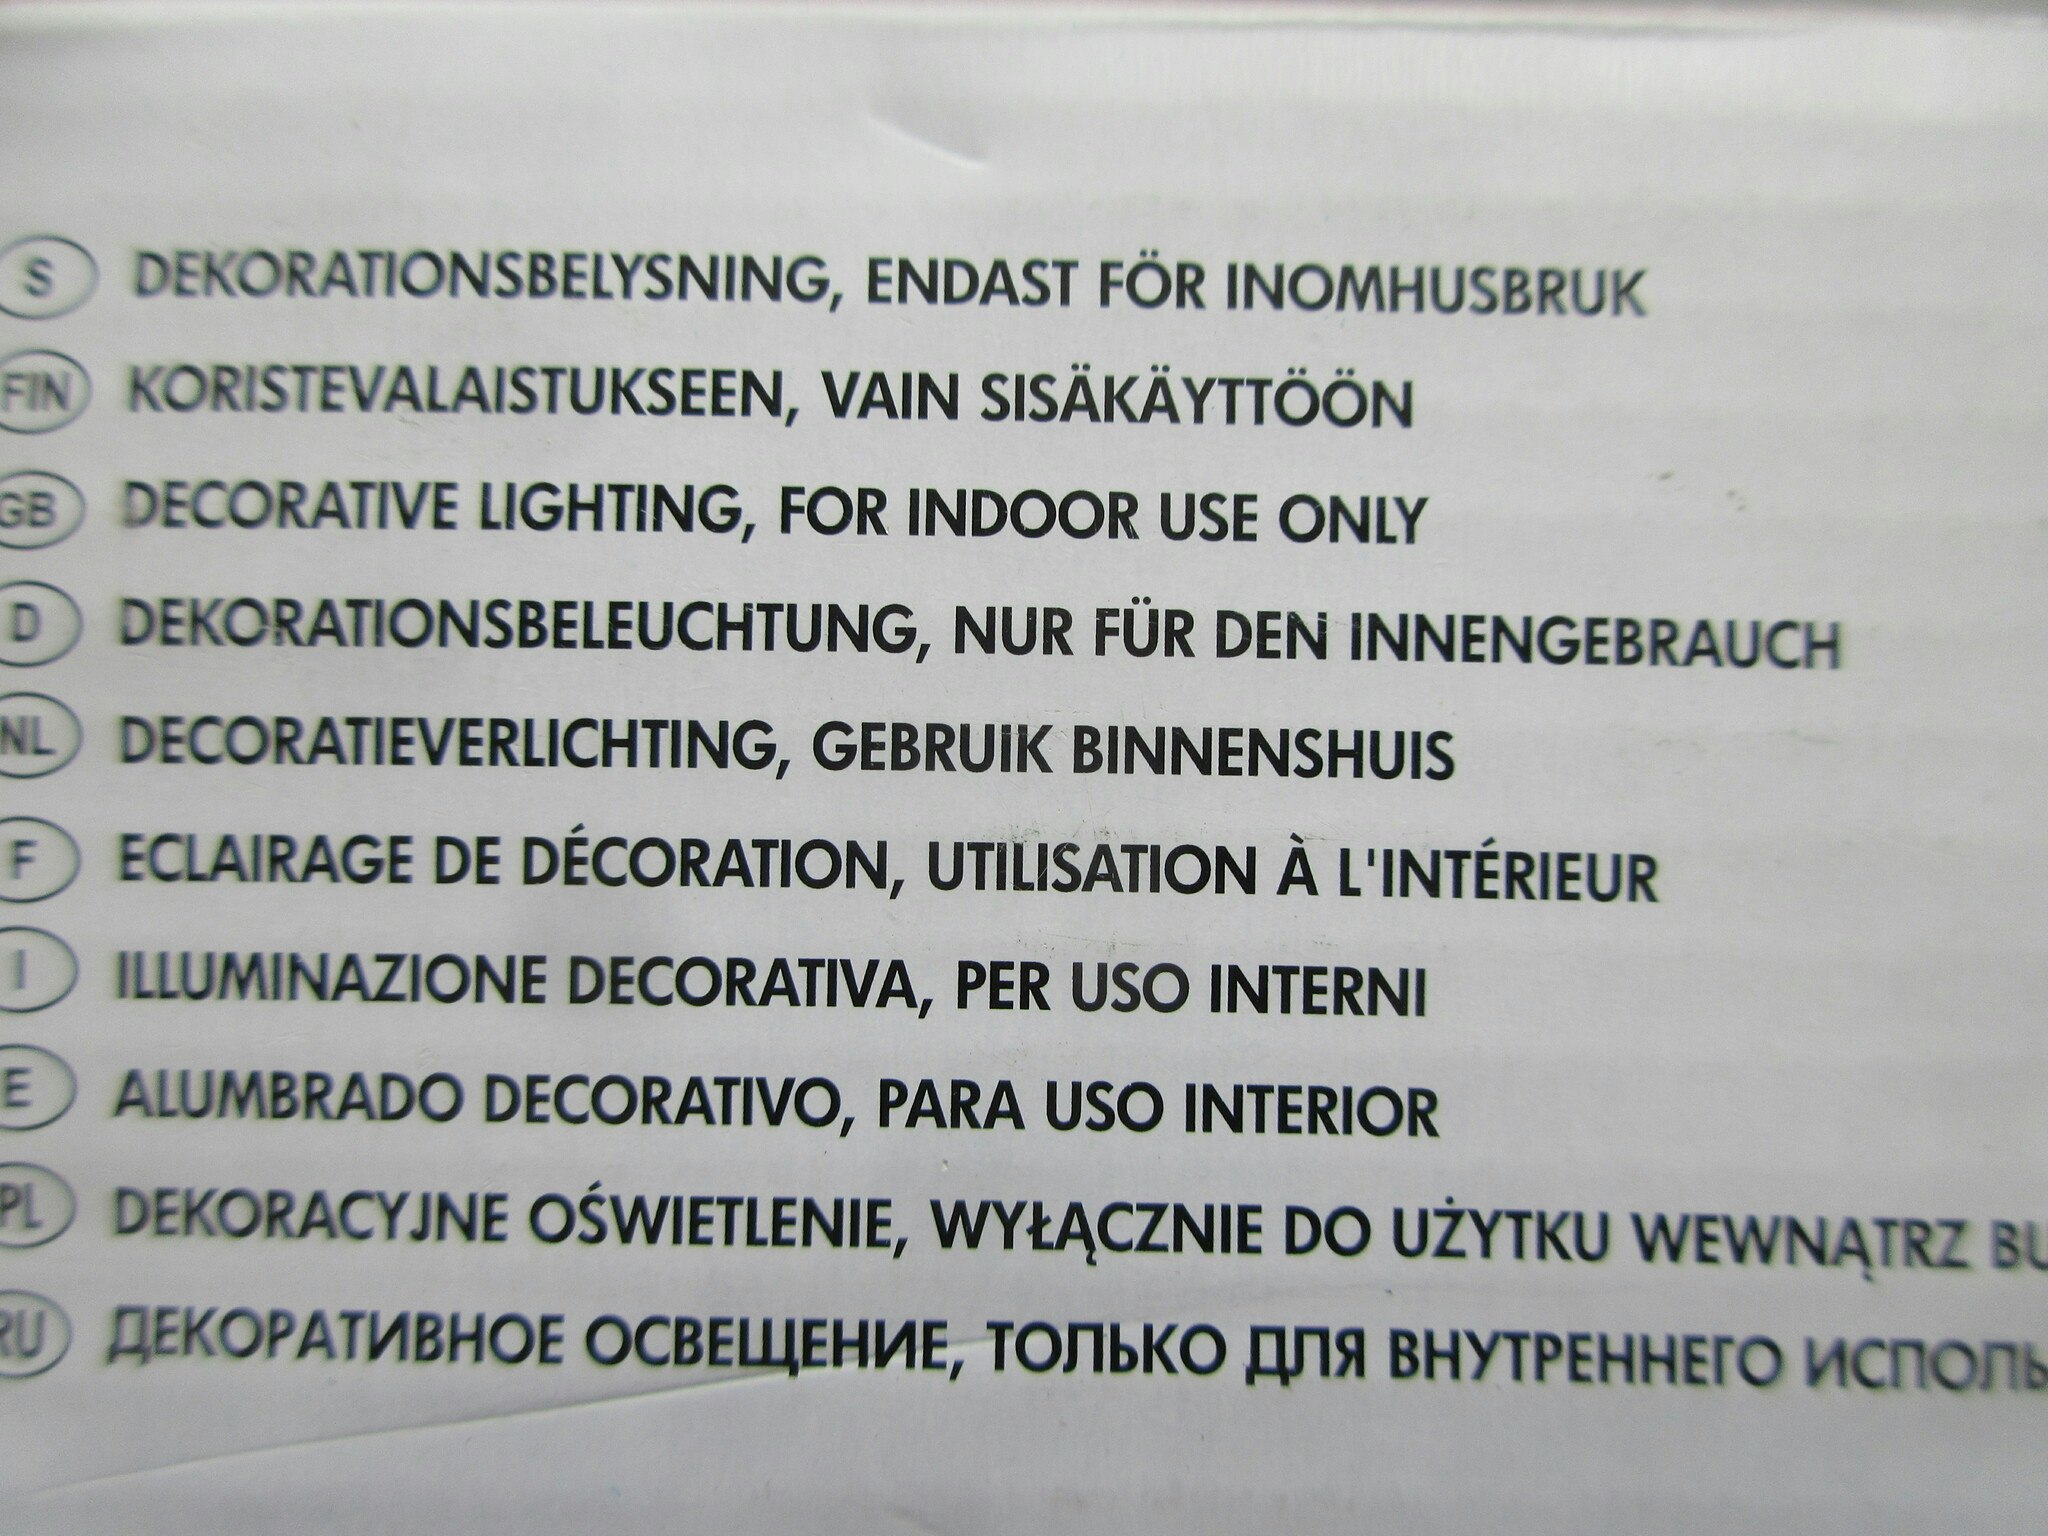 S DEKORATIONSBELYSNING, ENDAST FÖR INOMHUSBRUK
FIN KORISTEVALAISTUKSEEN, VAIN SISÄKÄYTTÖÖN
GB DECORATIVE LIGHTING, FOR INDOOR USE ONLY
D DEKORATIONSBELEUCHTUNG, NUR FÜR DEN INNENGEBRAUCH
NL DECORATIEVERLICHTING, GEBRUIK BINNENSHUIS
F ECLAIRAGE DE DÉCORATION, UTILISATION À L'INTÉRIEUR
I ILLUMINAZIONE DECORATIVA, PER USO INTERNI
E ALUMBRADO DECORATIVO, PARA USO INTERIOR
PL DEKORACYJNE OŚWIETLENIE, WYŁĄCZNIE DO UŻYTKU WEWNĄTRZ
RU ДЕКОРАТИВНОЕ ОСВЕЩЕНИЕ, ТОЛЬКО ДЛЯ ВНУТРЕННЕГО